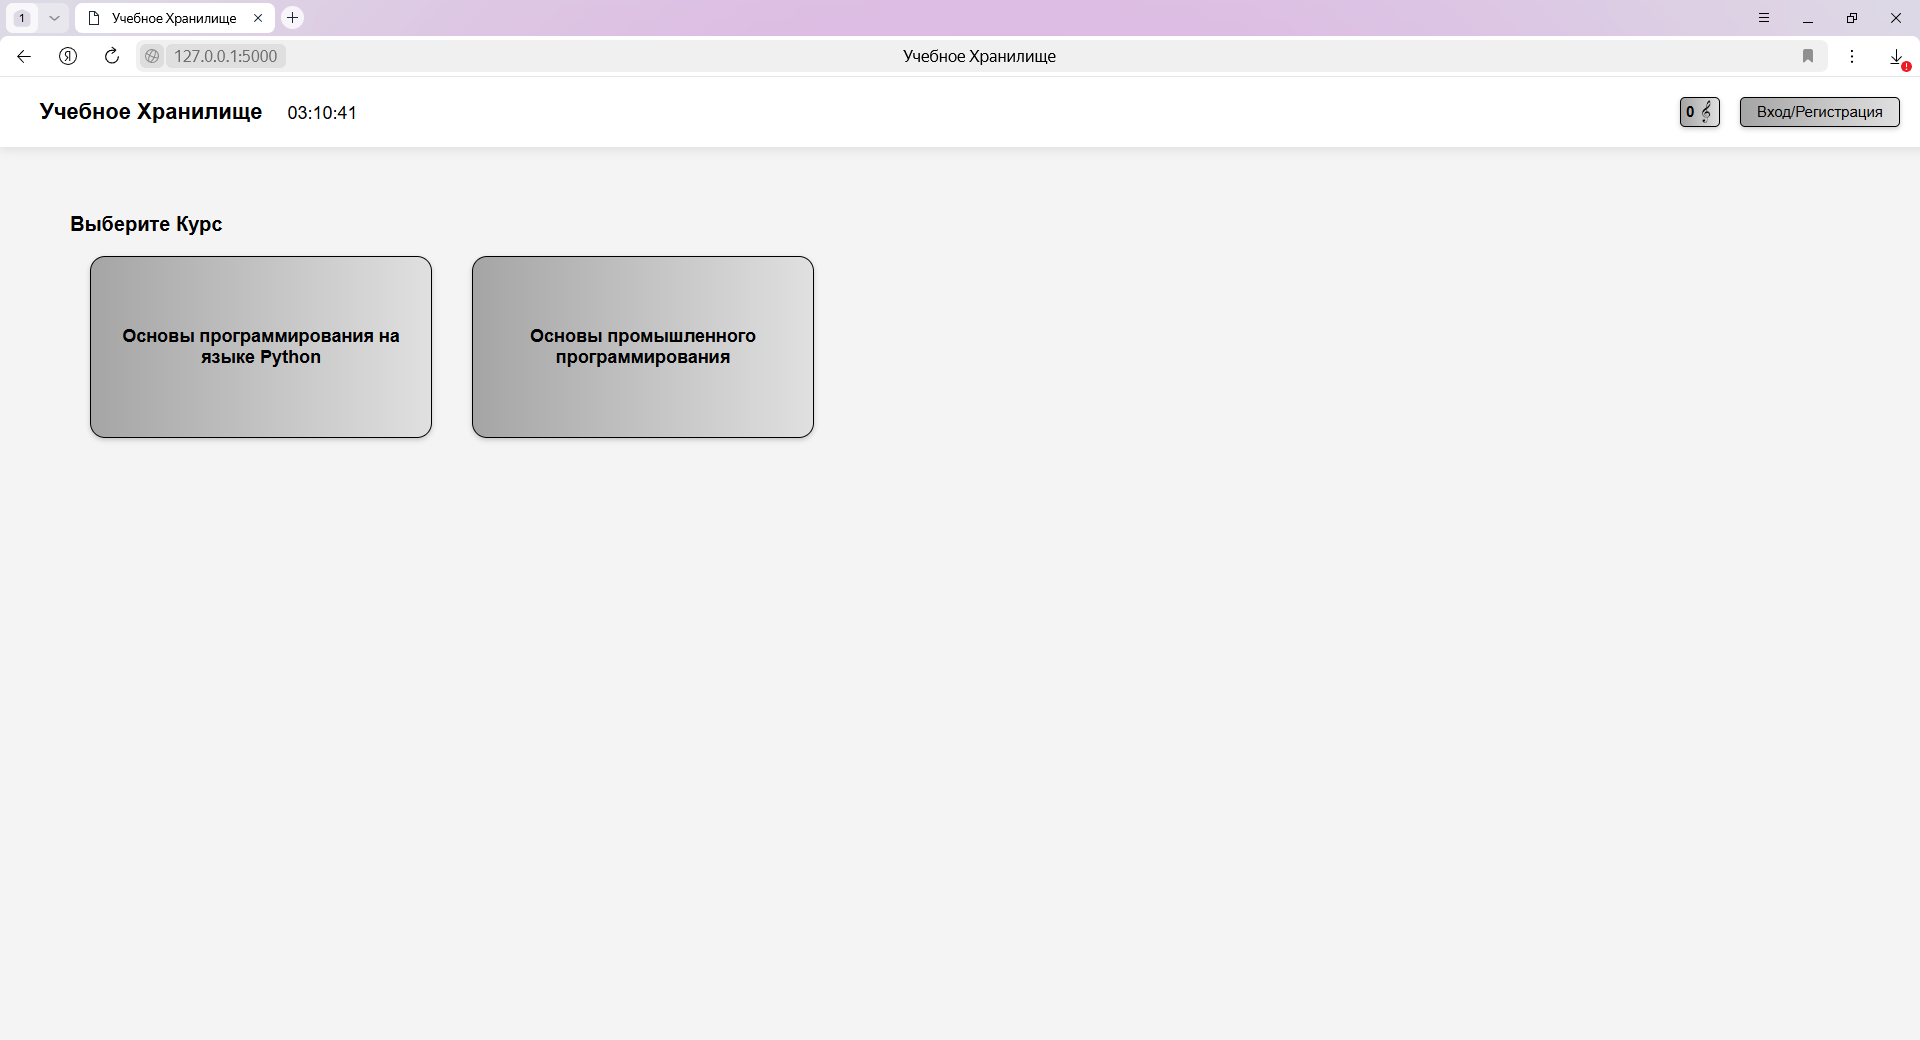 1
Учебное Хранилище
127.0.0.1:5000
Учебное Хранилище
Учебное Хранилище 03:10:41
0 𝄞
Вход/Регистрация
Выберите Курс
Основы программирования на
языке Python
Основы промышленного
программирования